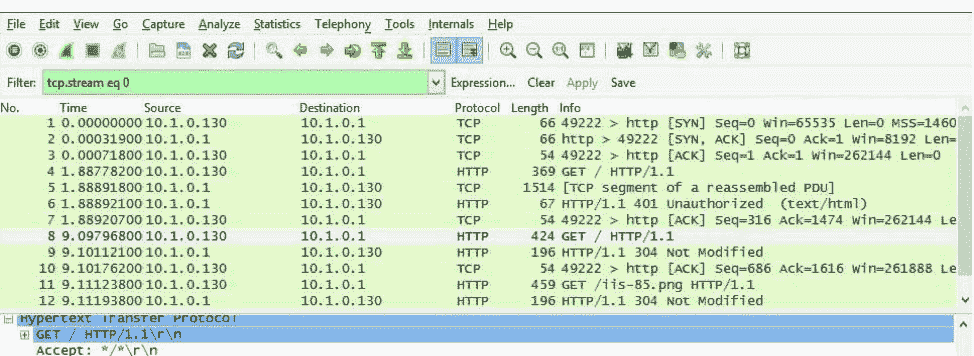 File Edit View Go Capture Analyze Statistics Telephony Tools Internals Help
Filter: tcp.stream eq 0 Expression... Clear Apply Save
No. Time Source Destination Protocol Length Info
1 0.00000000 10.1.0.130 10.1.0.1 TCP 66 49222 > http [SYN] Seq=0 Win=65535 Len=0 MSS=1460
2 0.00031900 10.1.0.1 10.1.0.130 TCP 66 http > 49222 [SYN, ACK] Seq=0 Ack=1 Win=8192 Len=
3 0.00071800 10.1.0.130 10.1.0.1 TCP 54 49222 > http [ACK] Seq=1 Ack=1 Win=262144 Len=0
4 1.88778200 10.1.0.130 10.1.0.1 HTTP 369 GET / HTTP/1.1
5 1.88891800 10.1.0.1 10.1.0.130 TCP 1514 [TCP segment of a reassembled PDU]
6 1.88892100 10.1.0.1 10.1.0.130 HTTP 67 HTTP/1.1 401 Unauthorized (text/html)
7 1.88920700 10.1.0.130 10.1.0.1 TCP 54 49222 > http [ACK] Seq=316 Ack=1474 Win=262144 Le
8 9.09796800 10.1.0.130 10.1.0.1 HTTP 424 GET / HTTP/1.1
9 9.10112100 10.1.0.1 10.1.0.130 HTTP 196 HTTP/1.1 304 Not Modified
10 9.10176200 10.1.0.130 10.1.0.1 TCP 54 49222 > http [ACK] Seq=686 Ack=1616 Win=261888 Le
11 9.11123800 10.1.0.130 10.1.0.1 HTTP 459 GET /iis-85.png HTTP/1.1
12 9.11193800 10.1.0.1 10.1.0.130 HTTP 196 HTTP/1.1 304 Not Modified
Hypertext Transfer Protocol
GET / HTTP/1.1\r\n
Accept: */*\r\n